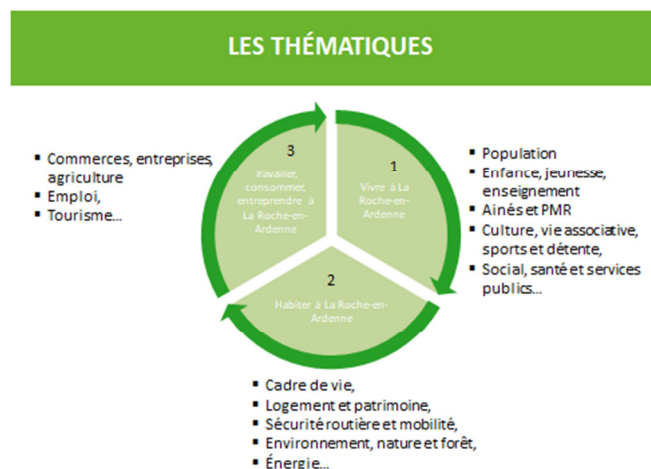 LES THÉMATIQUES
3
Travailler,
consommer,
entreprendre à
La Roche-en-
Ardenne
1
Vivre à La
Roche-en-
Ardenne
2
Habiter à La Roche-en-
Ardenne
▪ Commerces, entreprises,
agriculture
▪ Emploi,
▪ Tourisme...
▪ Population
▪ Enfance, jeunesse,
enseignement
▪ Ainés et PMR
▪ Culture, vie associative,
sports et détente,
▪ Social, santé et services
publics...
▪ Cadre de vie,
▪ Logement et patrimoine,
▪ Sécurité routière et mobilité,
▪ Environnement, nature et forêt,
▪ Énergie...